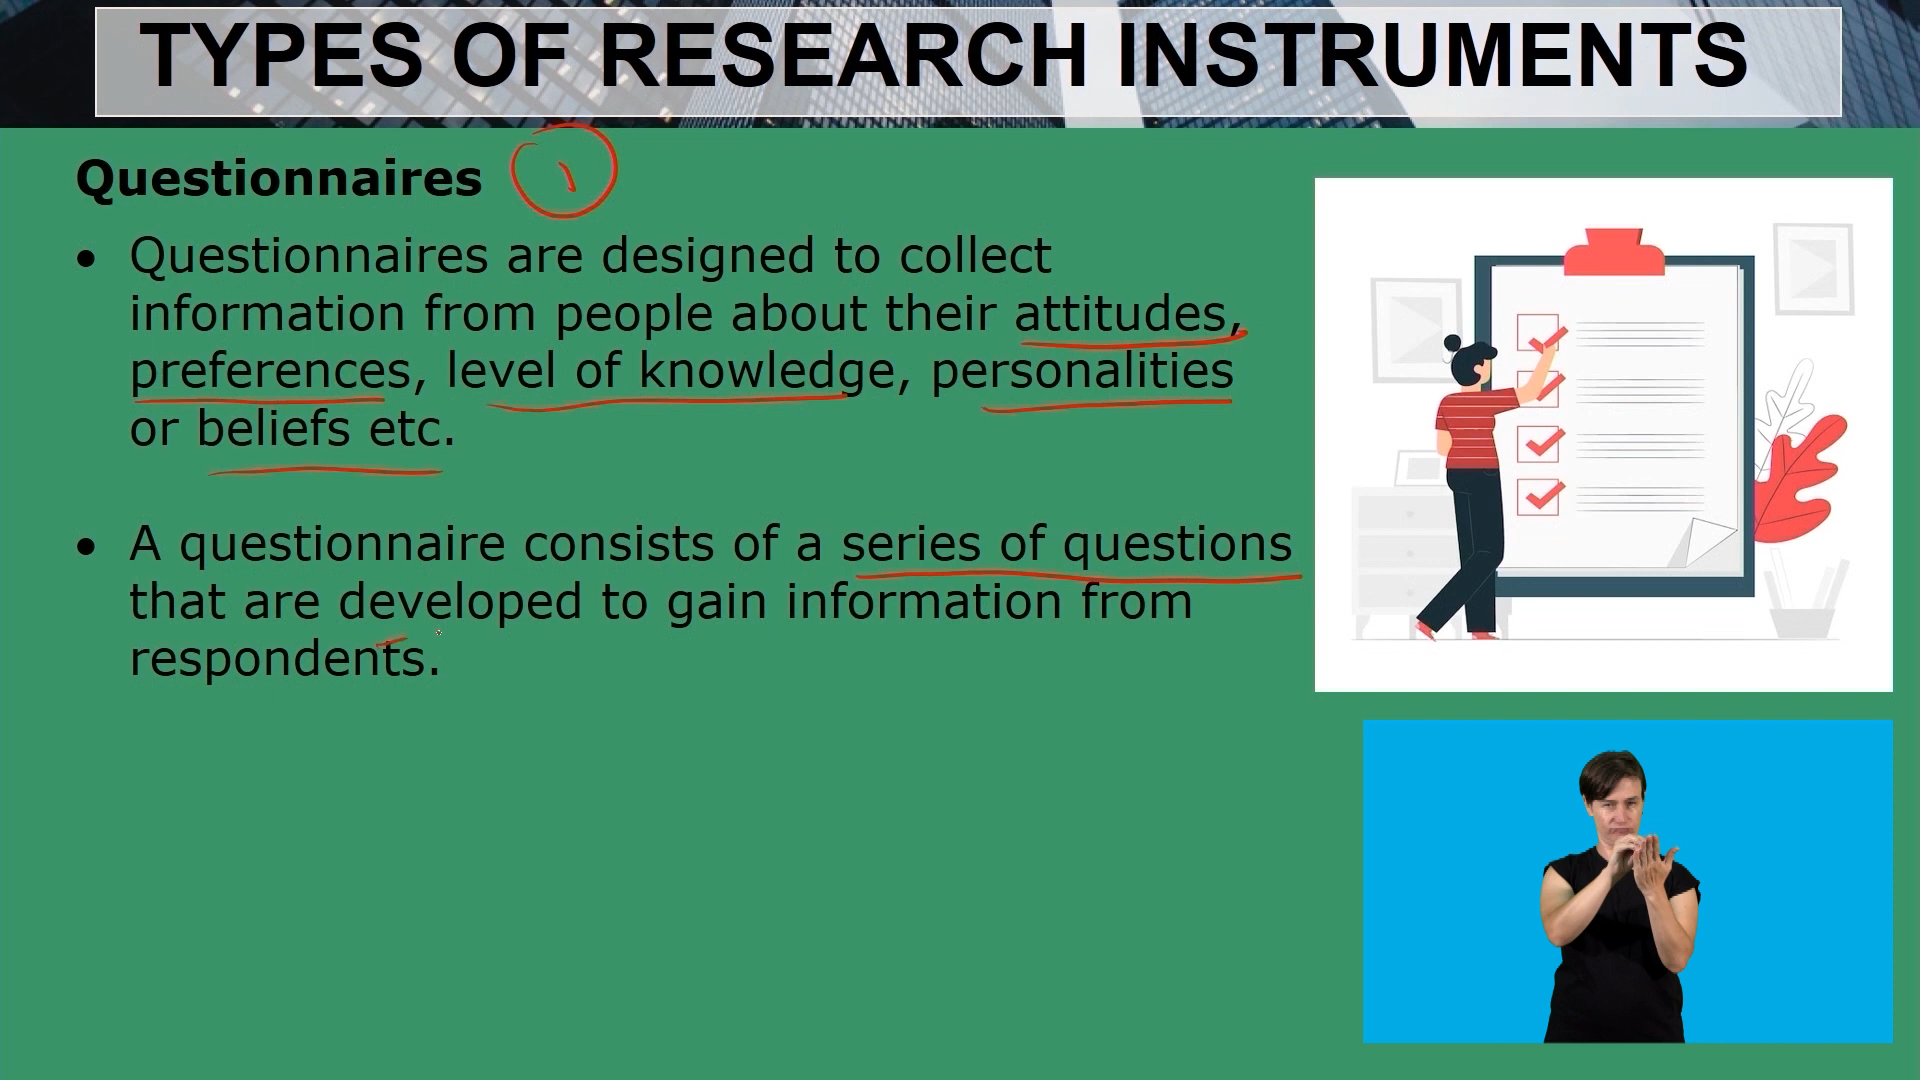 TYPES OF RESEARCH INSTRUMENTS
Questionnaires
• Questionnaires are designed to collect
information from people about their attitudes,
preferences, level of knowledge, personalities
or beliefs etc.
• A questionnaire consists of a series of questions
that are developed to gain information from
respondents.